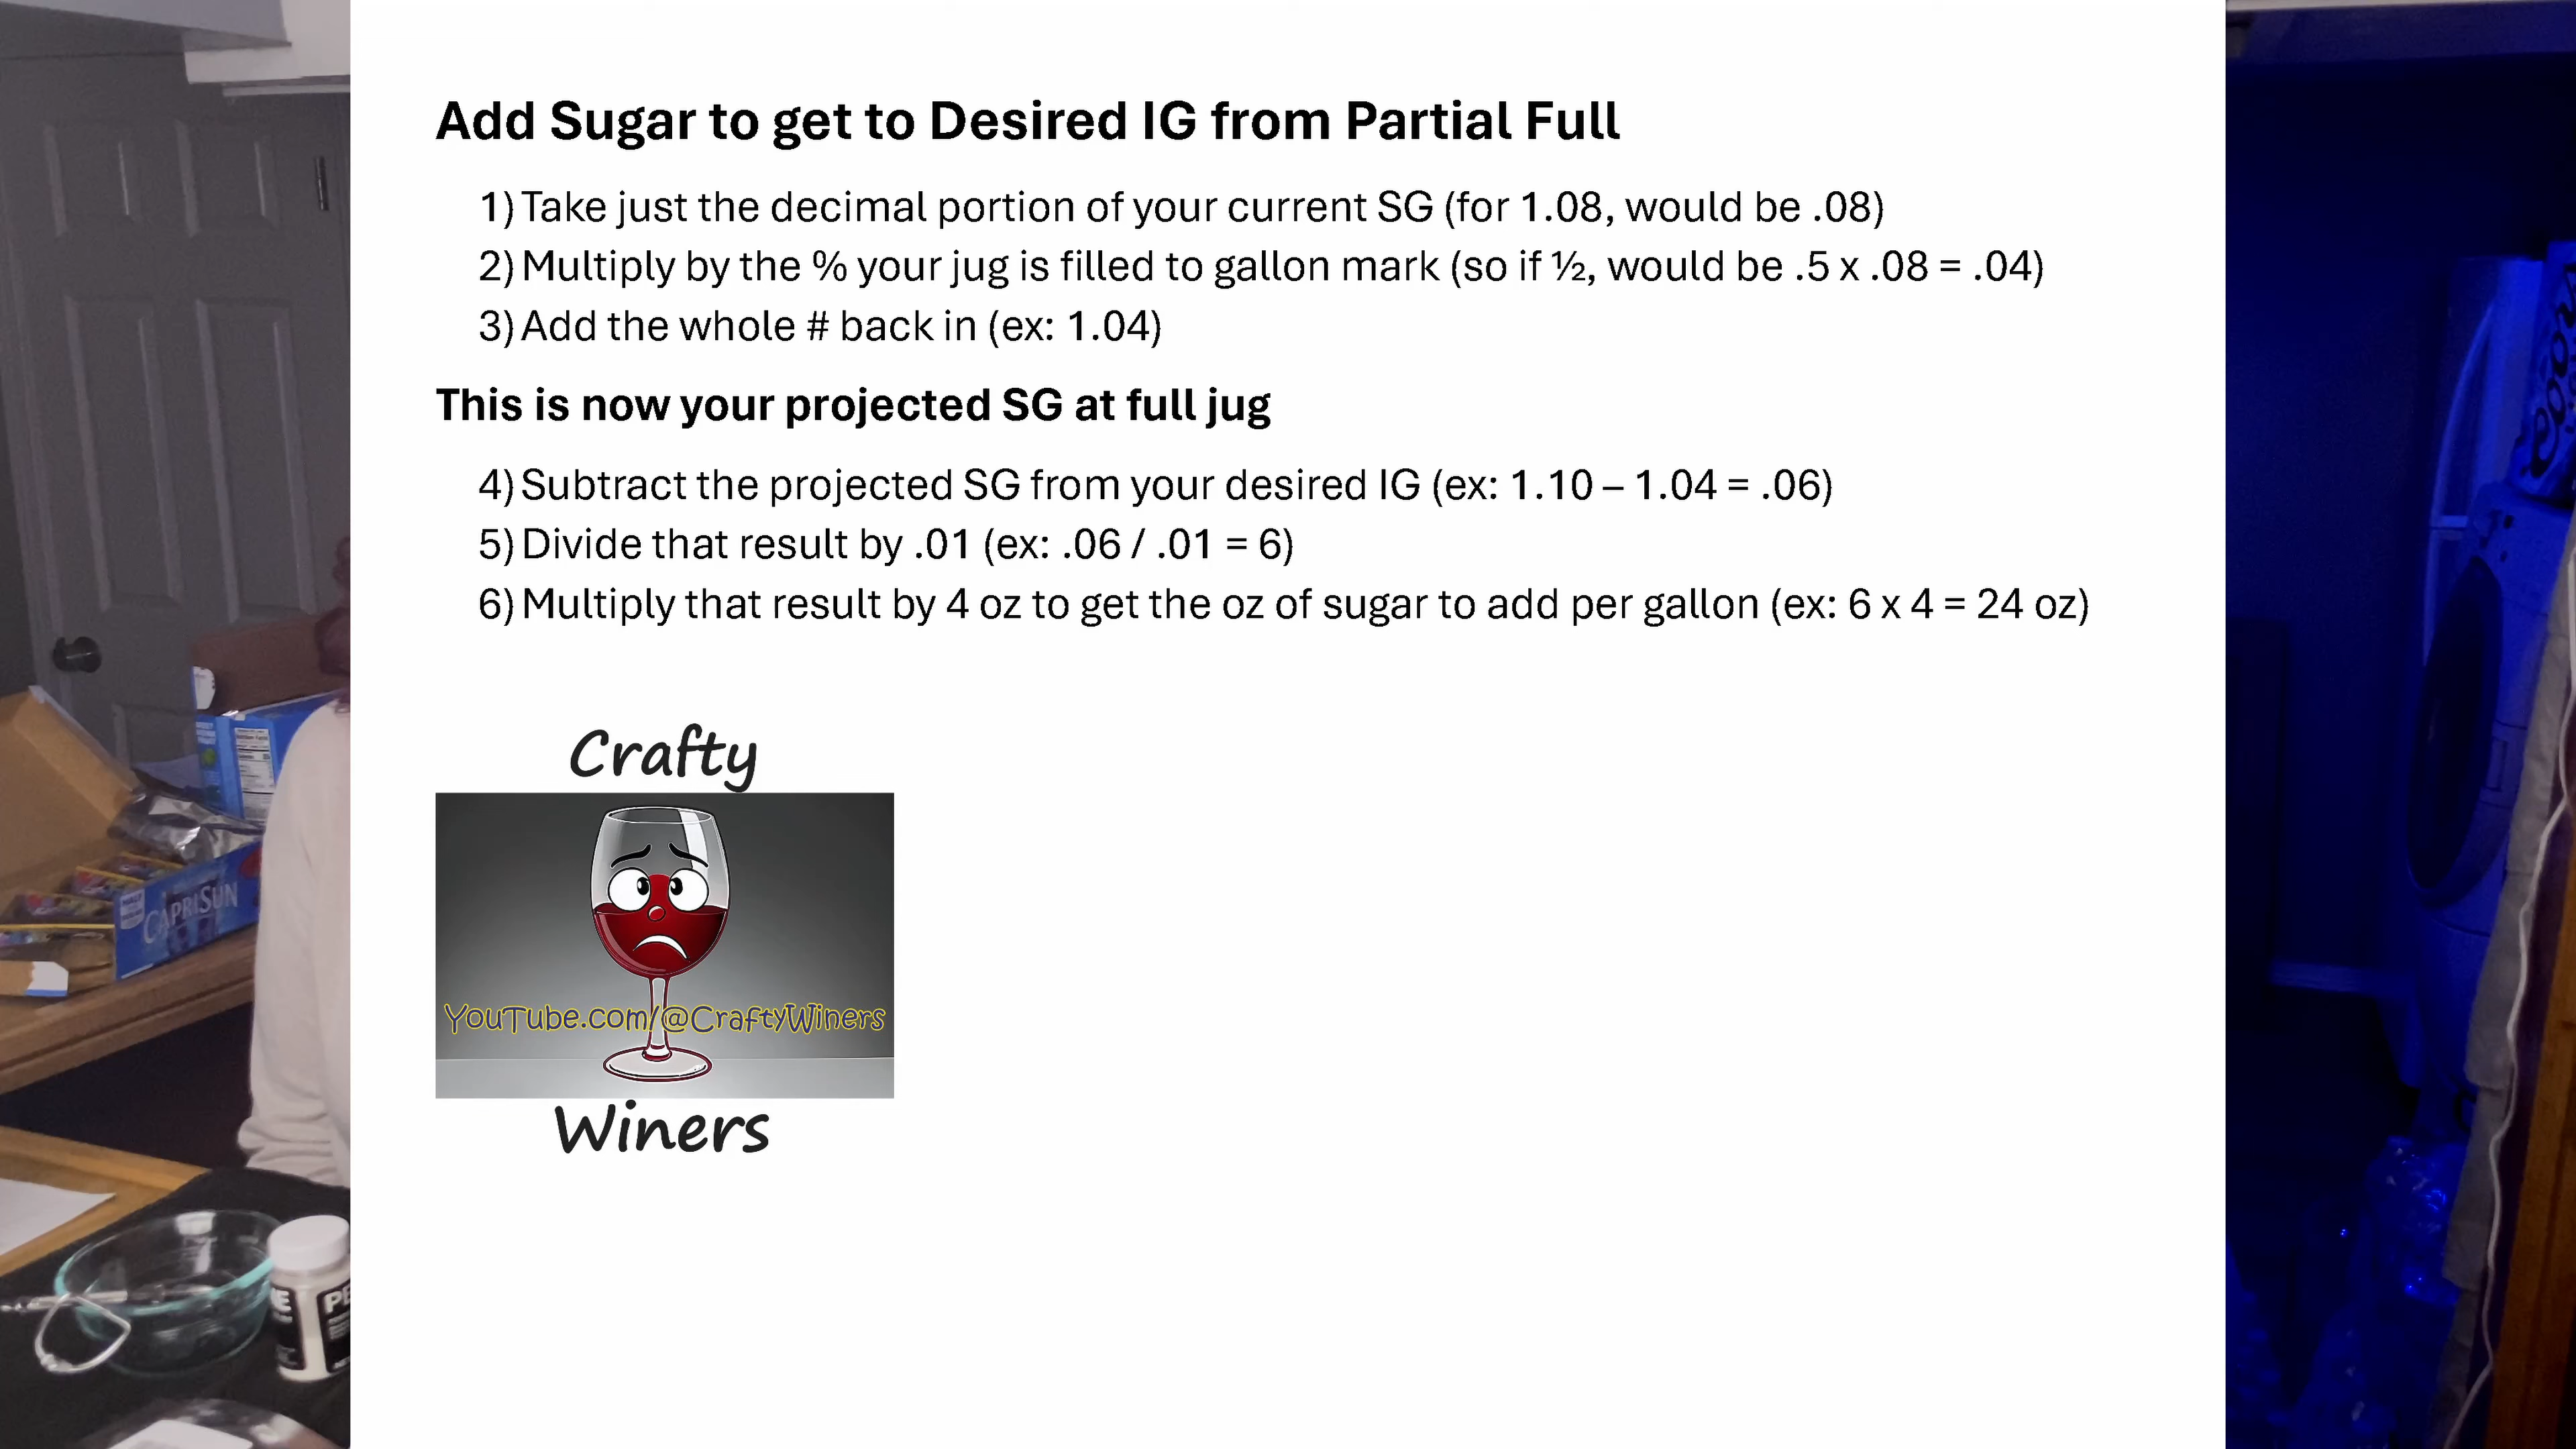 Add Sugar to get to Desired IG from Partial Full
1) Take just the decimal portion of your current SG (for 1.08, would be .08)
2) Multiply by the % your jug is filled to gallon mark (so if ½, would be .5 x .08 = .04)
3) Add the whole # back in (ex: 1.04)
This is now your projected SG at full jug
4) Subtract the projected SG from your desired IG (ex: 1.10 – 1.04 = .06)
5) Divide that result by .01 (ex: .06 / .01 = 6)
6) Multiply that result by 4 oz to get the oz of sugar to add per gallon (ex: 6 x 4 = 24 oz)
Crafty
YouTube.com/@CraftyWiners
Winers
CAPRISUN